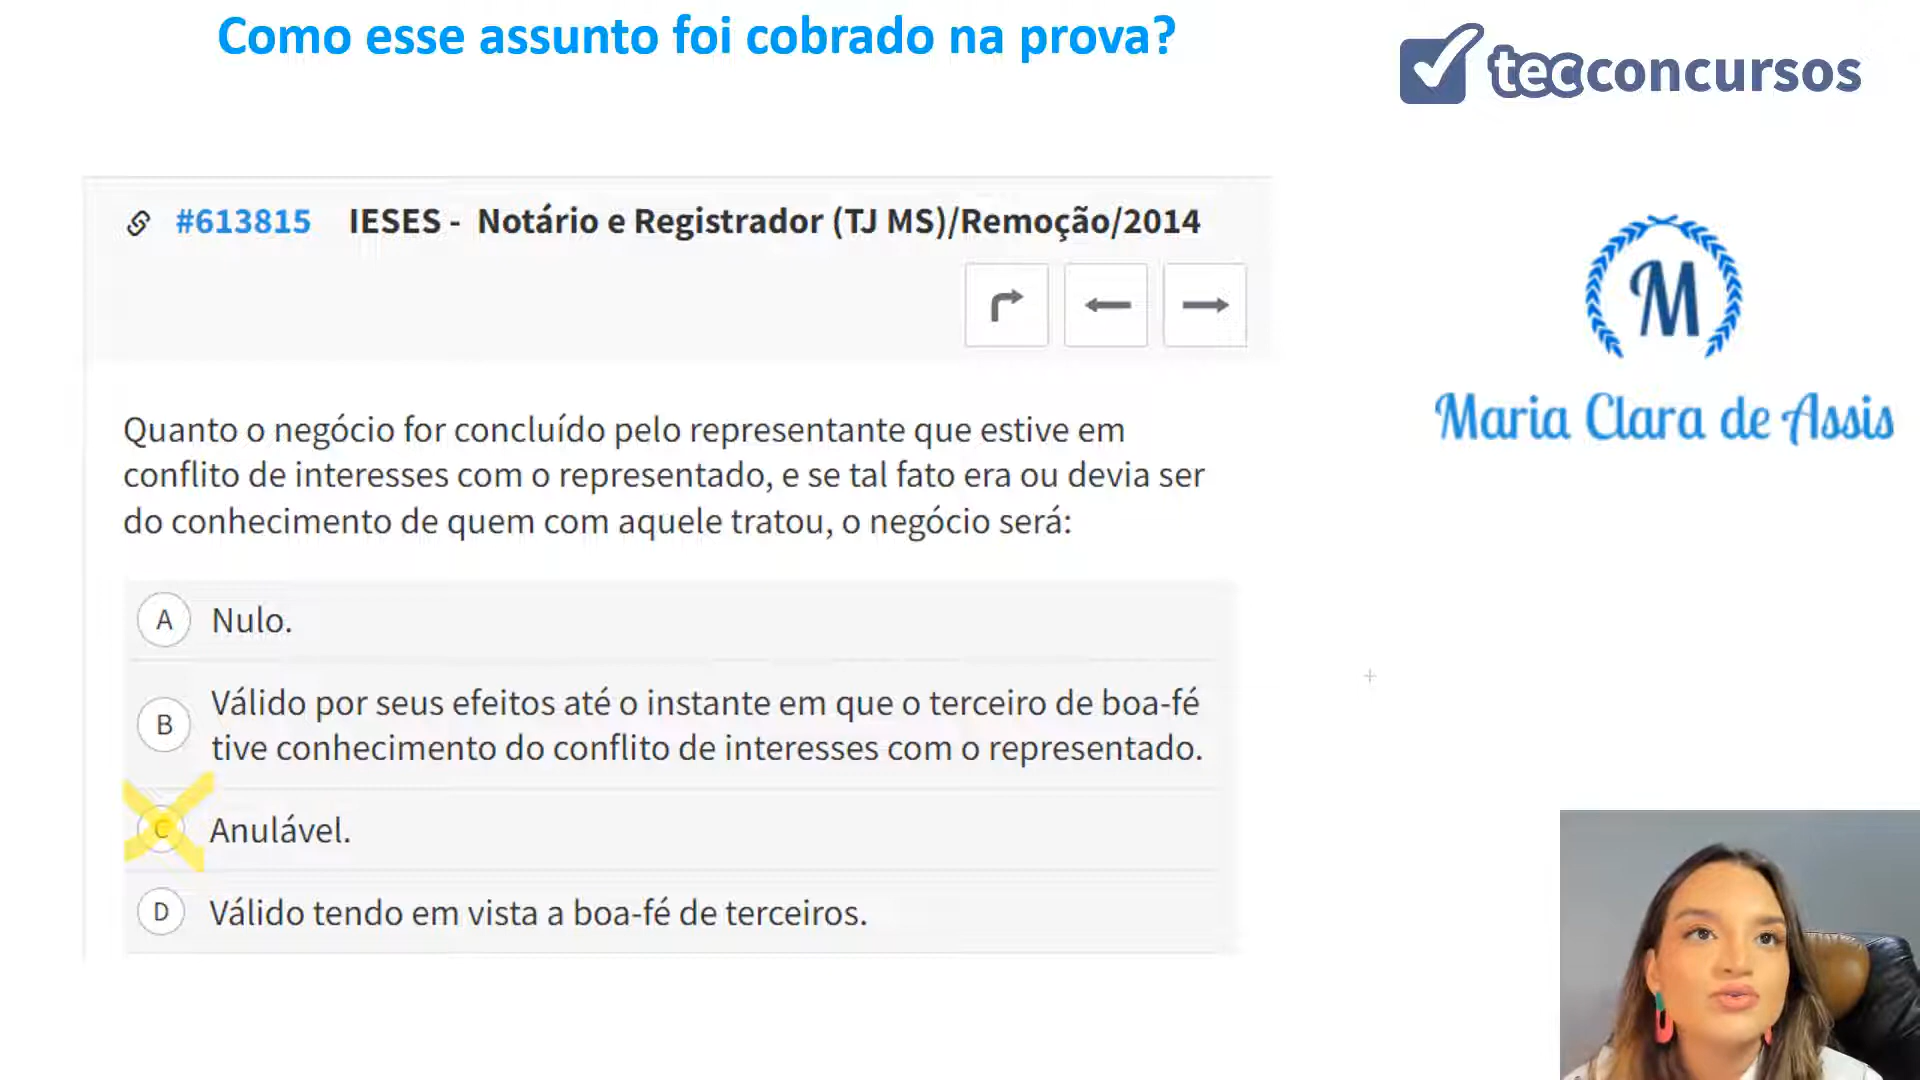 Como esse assunto foi cobrado na prova?
tecconcursos
#613815 IESES - Notário e Registrador (TJ MS)/Remoção/2014
M
Maria Clara de Assis
Quanto o negócio for concluído pelo representante que estive em
conflito de interesses com o representado, e se tal fato era ou devia ser
do conhecimento de quem com aquele tratou, o negócio será:
A Nulo.
B Válido por seus efeitos até o instante em que o terceiro de boa-fé
tive conhecimento do conflito de interesses com o representado.
C Anulável.
D Válido tendo em vista a boa-fé de terceiros.